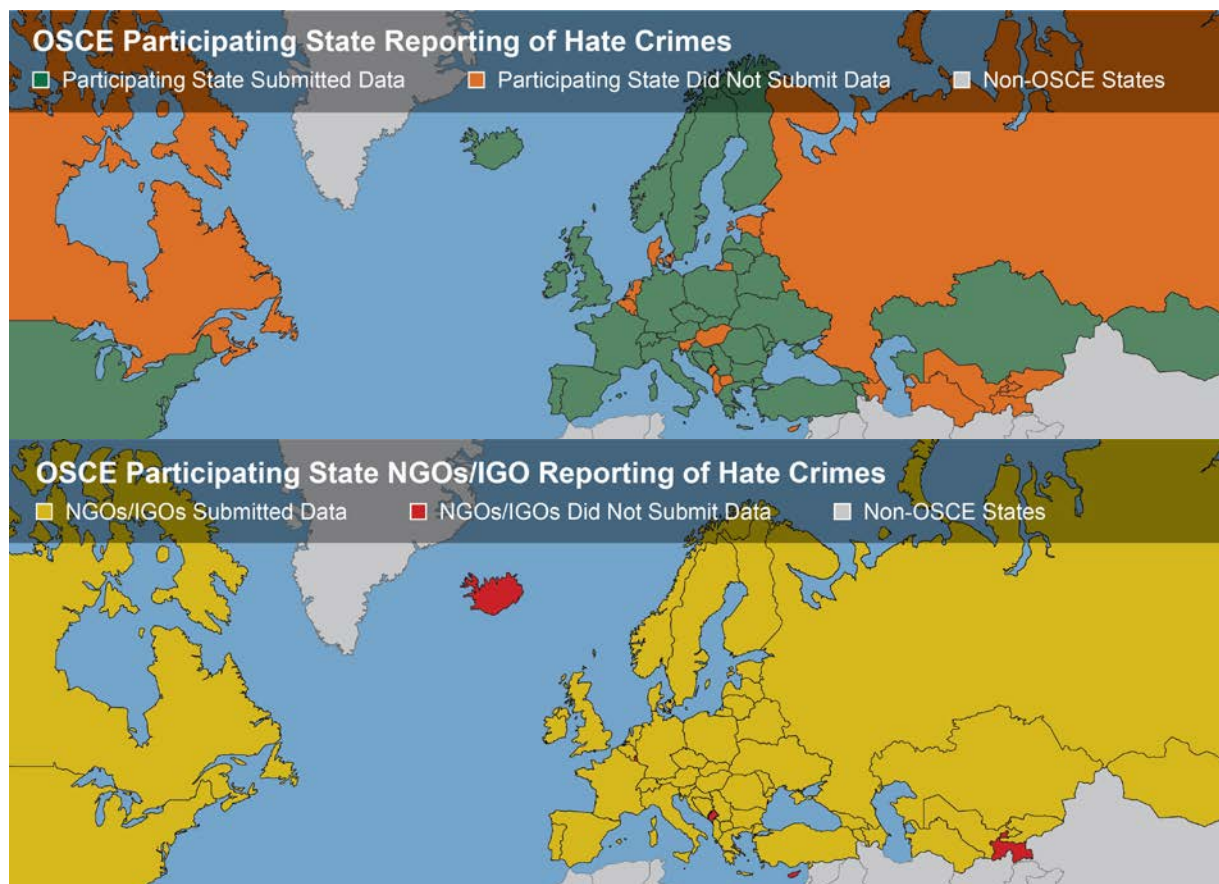 OSCE Participating State Reporting of Hate Crimes
Participating State Submitted Data Participating State Did Not Submit Data Non-OSCE States
OSCE Participating State NGOs/IGO Reporting of Hate Crimes
NGOs/IGOs Submitted Data NGOs/IGOs Did Not Submit Data Non-OSCE States